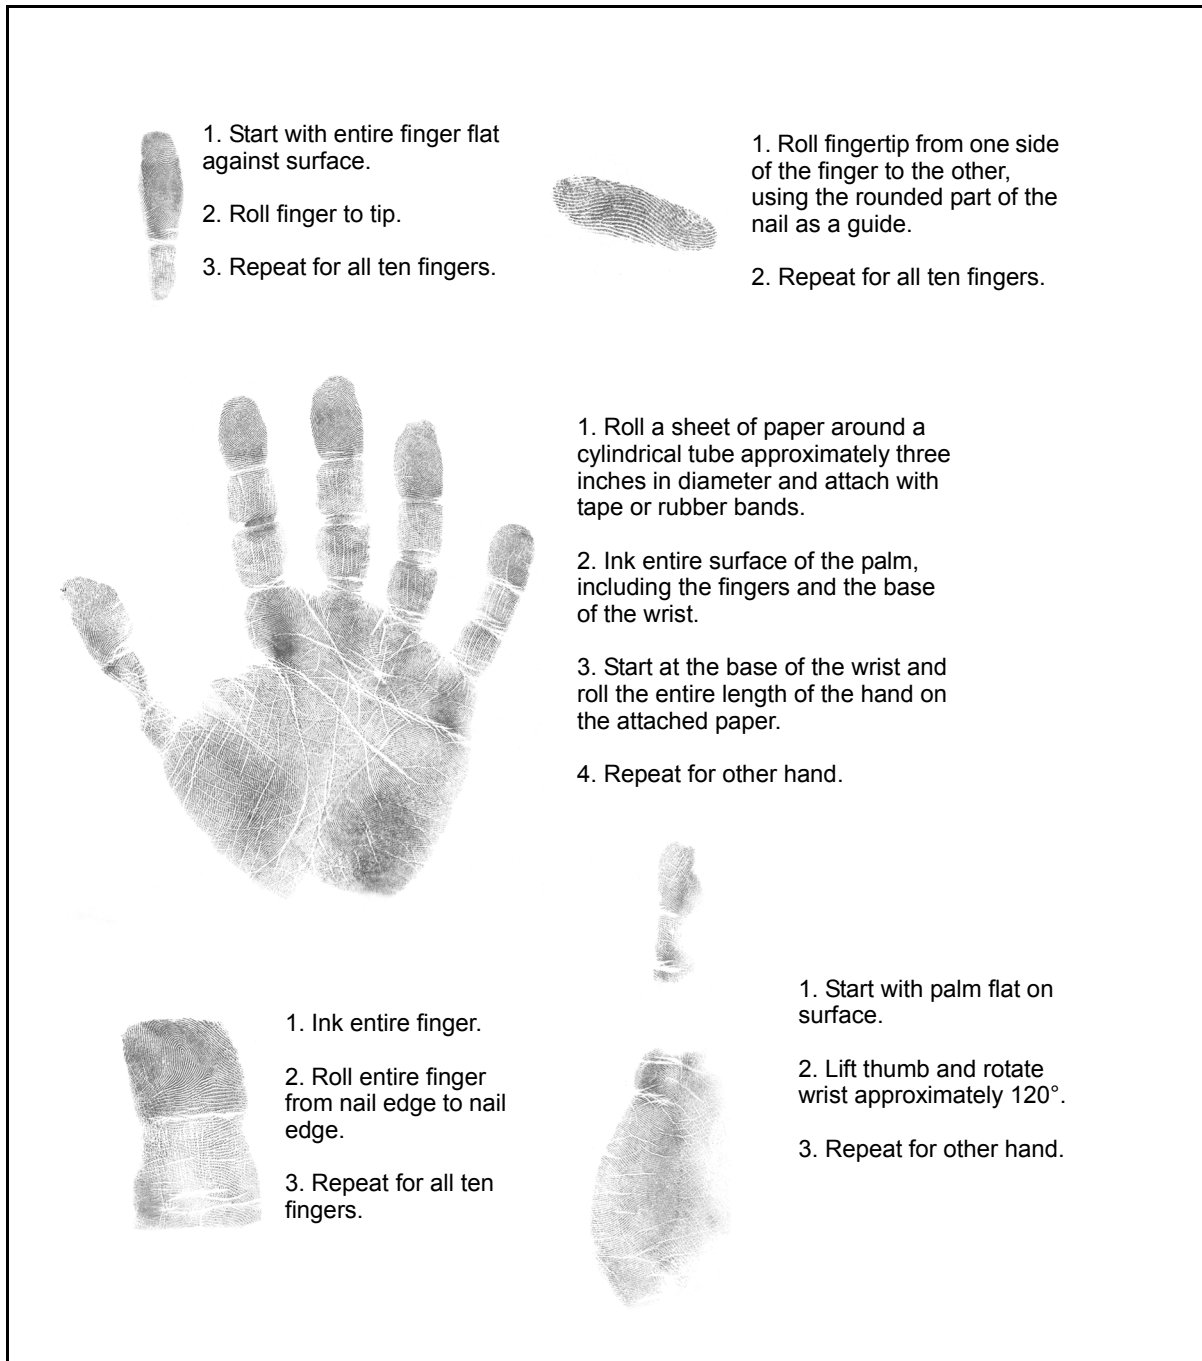 1. Start with entire finger flat
against surface.
2. Roll finger to tip.
3. Repeat for all ten fingers.
1. Roll fingertip from one side
of the finger to the other,
using the rounded part of the
nail as a guide.
2. Repeat for all ten fingers.
1. Roll a sheet of paper around a
cylindrical tube approximately three
inches in diameter and attach with
tape or rubber bands.
2. Ink entire surface of the palm,
including the fingers and the base
of the wrist.
3. Start at the base of the wrist and
roll the entire length of the hand on
the attached paper.
4. Repeat for other hand.
1. Ink entire finger.
2. Roll entire finger
from nail edge to nail
edge.
3. Repeat for all ten
fingers.
1. Start with palm flat on
surface.
2. Lift thumb and rotate
wrist approximately 120°.
3. Repeat for other hand.